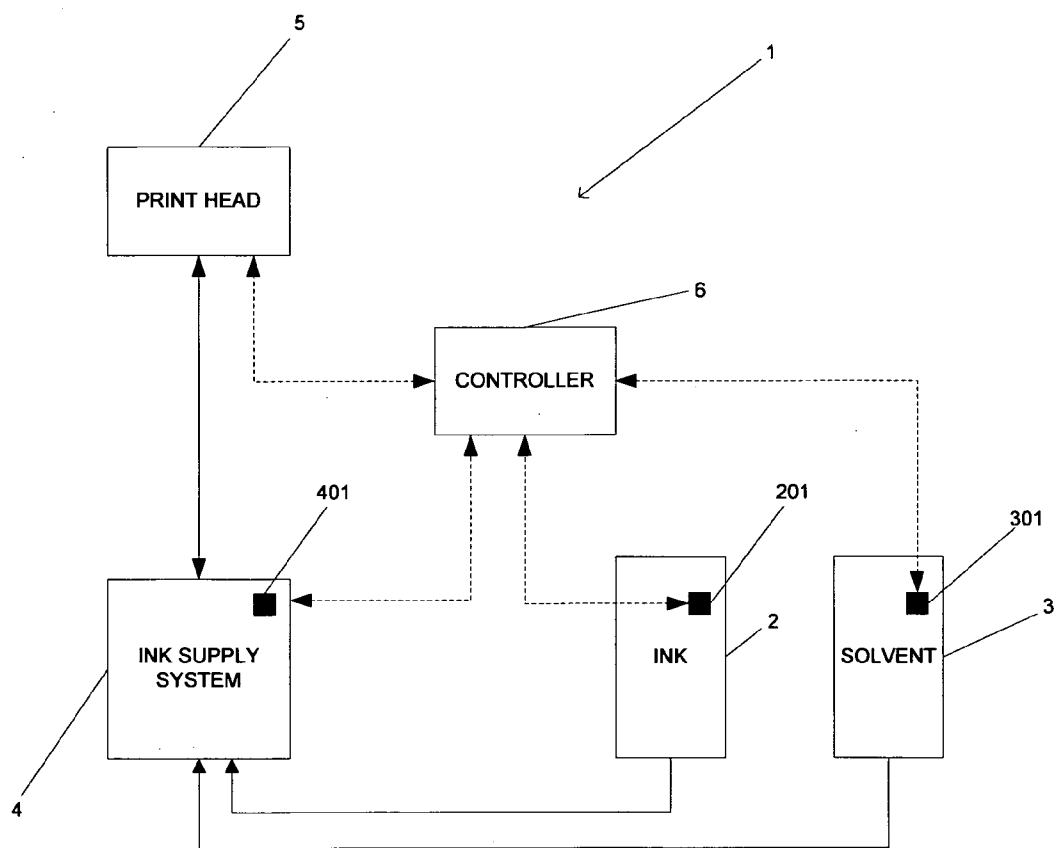 5
1
PRINT HEAD
6
CONTROLLER
401
201
301
2
3
INK SUPPLY
SYSTEM
INK
SOLVENT
4